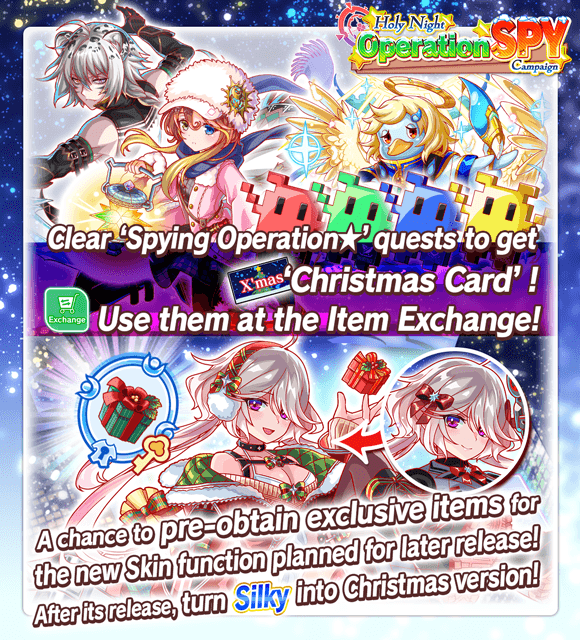 Holy Night
Operation SPY
Campaign
Clear 'Spying Operation★' quests to get
X'mas 'Christmas Card' !
Exchange Use them at the Item Exchange!
A chance to pre-obtain exclusive items for
the new Skin function planned for later release!
After its release, turn Silky into Christmas version!